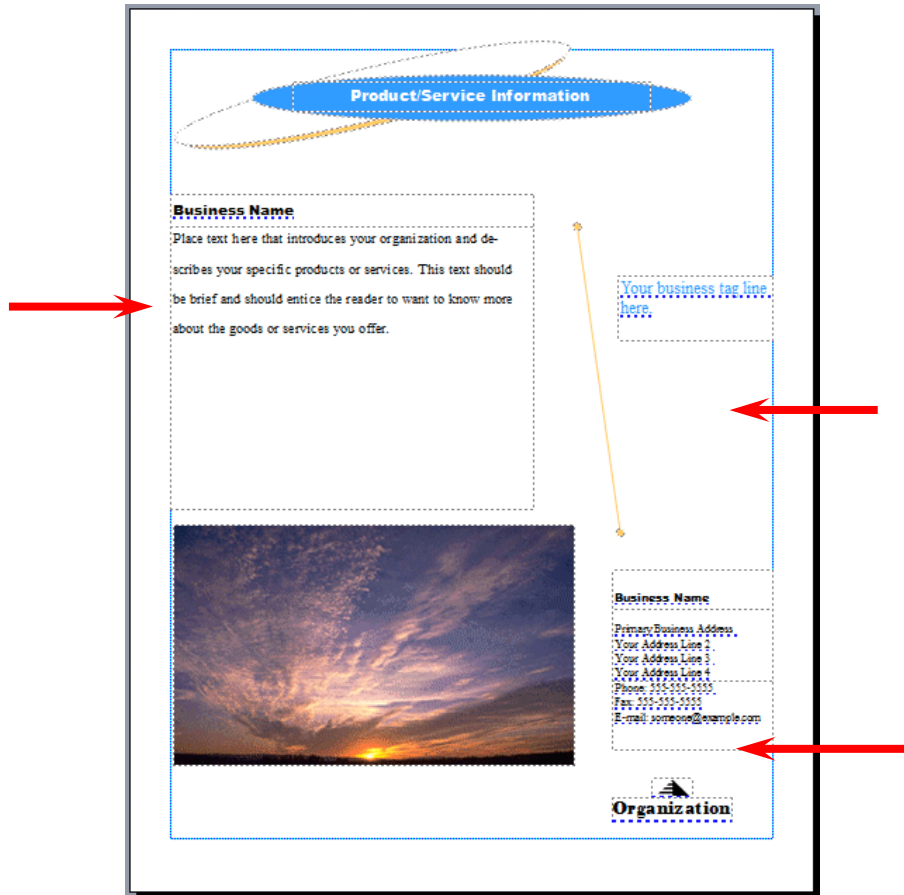 Product/Service Information
Business Name
Place text here that introduces your organization and de-
scribes your specific products or services. This text should
be brief and should entice the reader to want to know more
about the goods or services you offer.
Your business tag line
here.
Business Name
Primary Business Address
Your Address Line 2
Your Address Line 3
Your Address Line 4
Phone: 555-555-5555
Fax: 555-555-5555
E-mail: someone@example.com
Organization